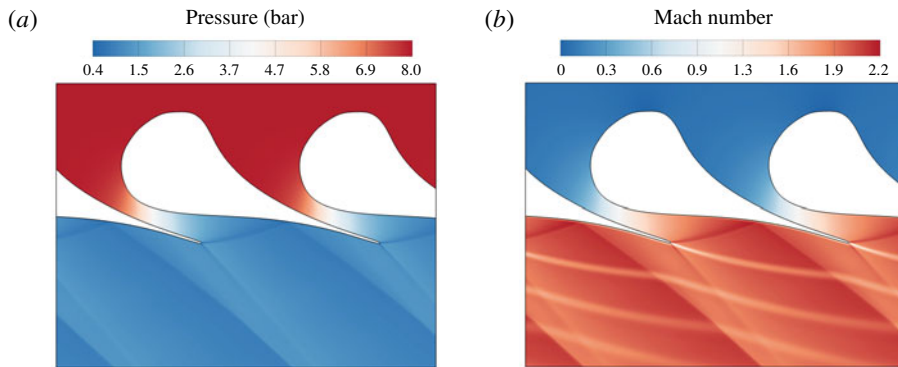 (a) Pressure (bar)
0.4 1.5 2.6 3.7 4.7 5.8 6.9 8.0
(b) Mach number
0 0.3 0.6 0.9 1.3 1.6 1.9 2.2